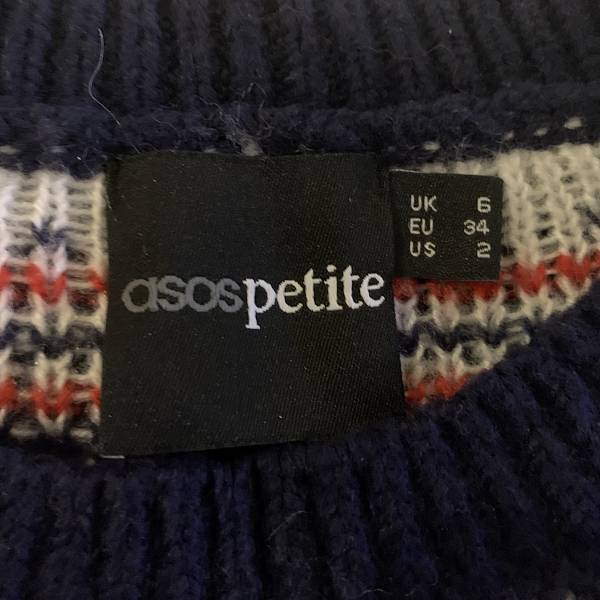 asospetite
UK 6
EU 34
US 2